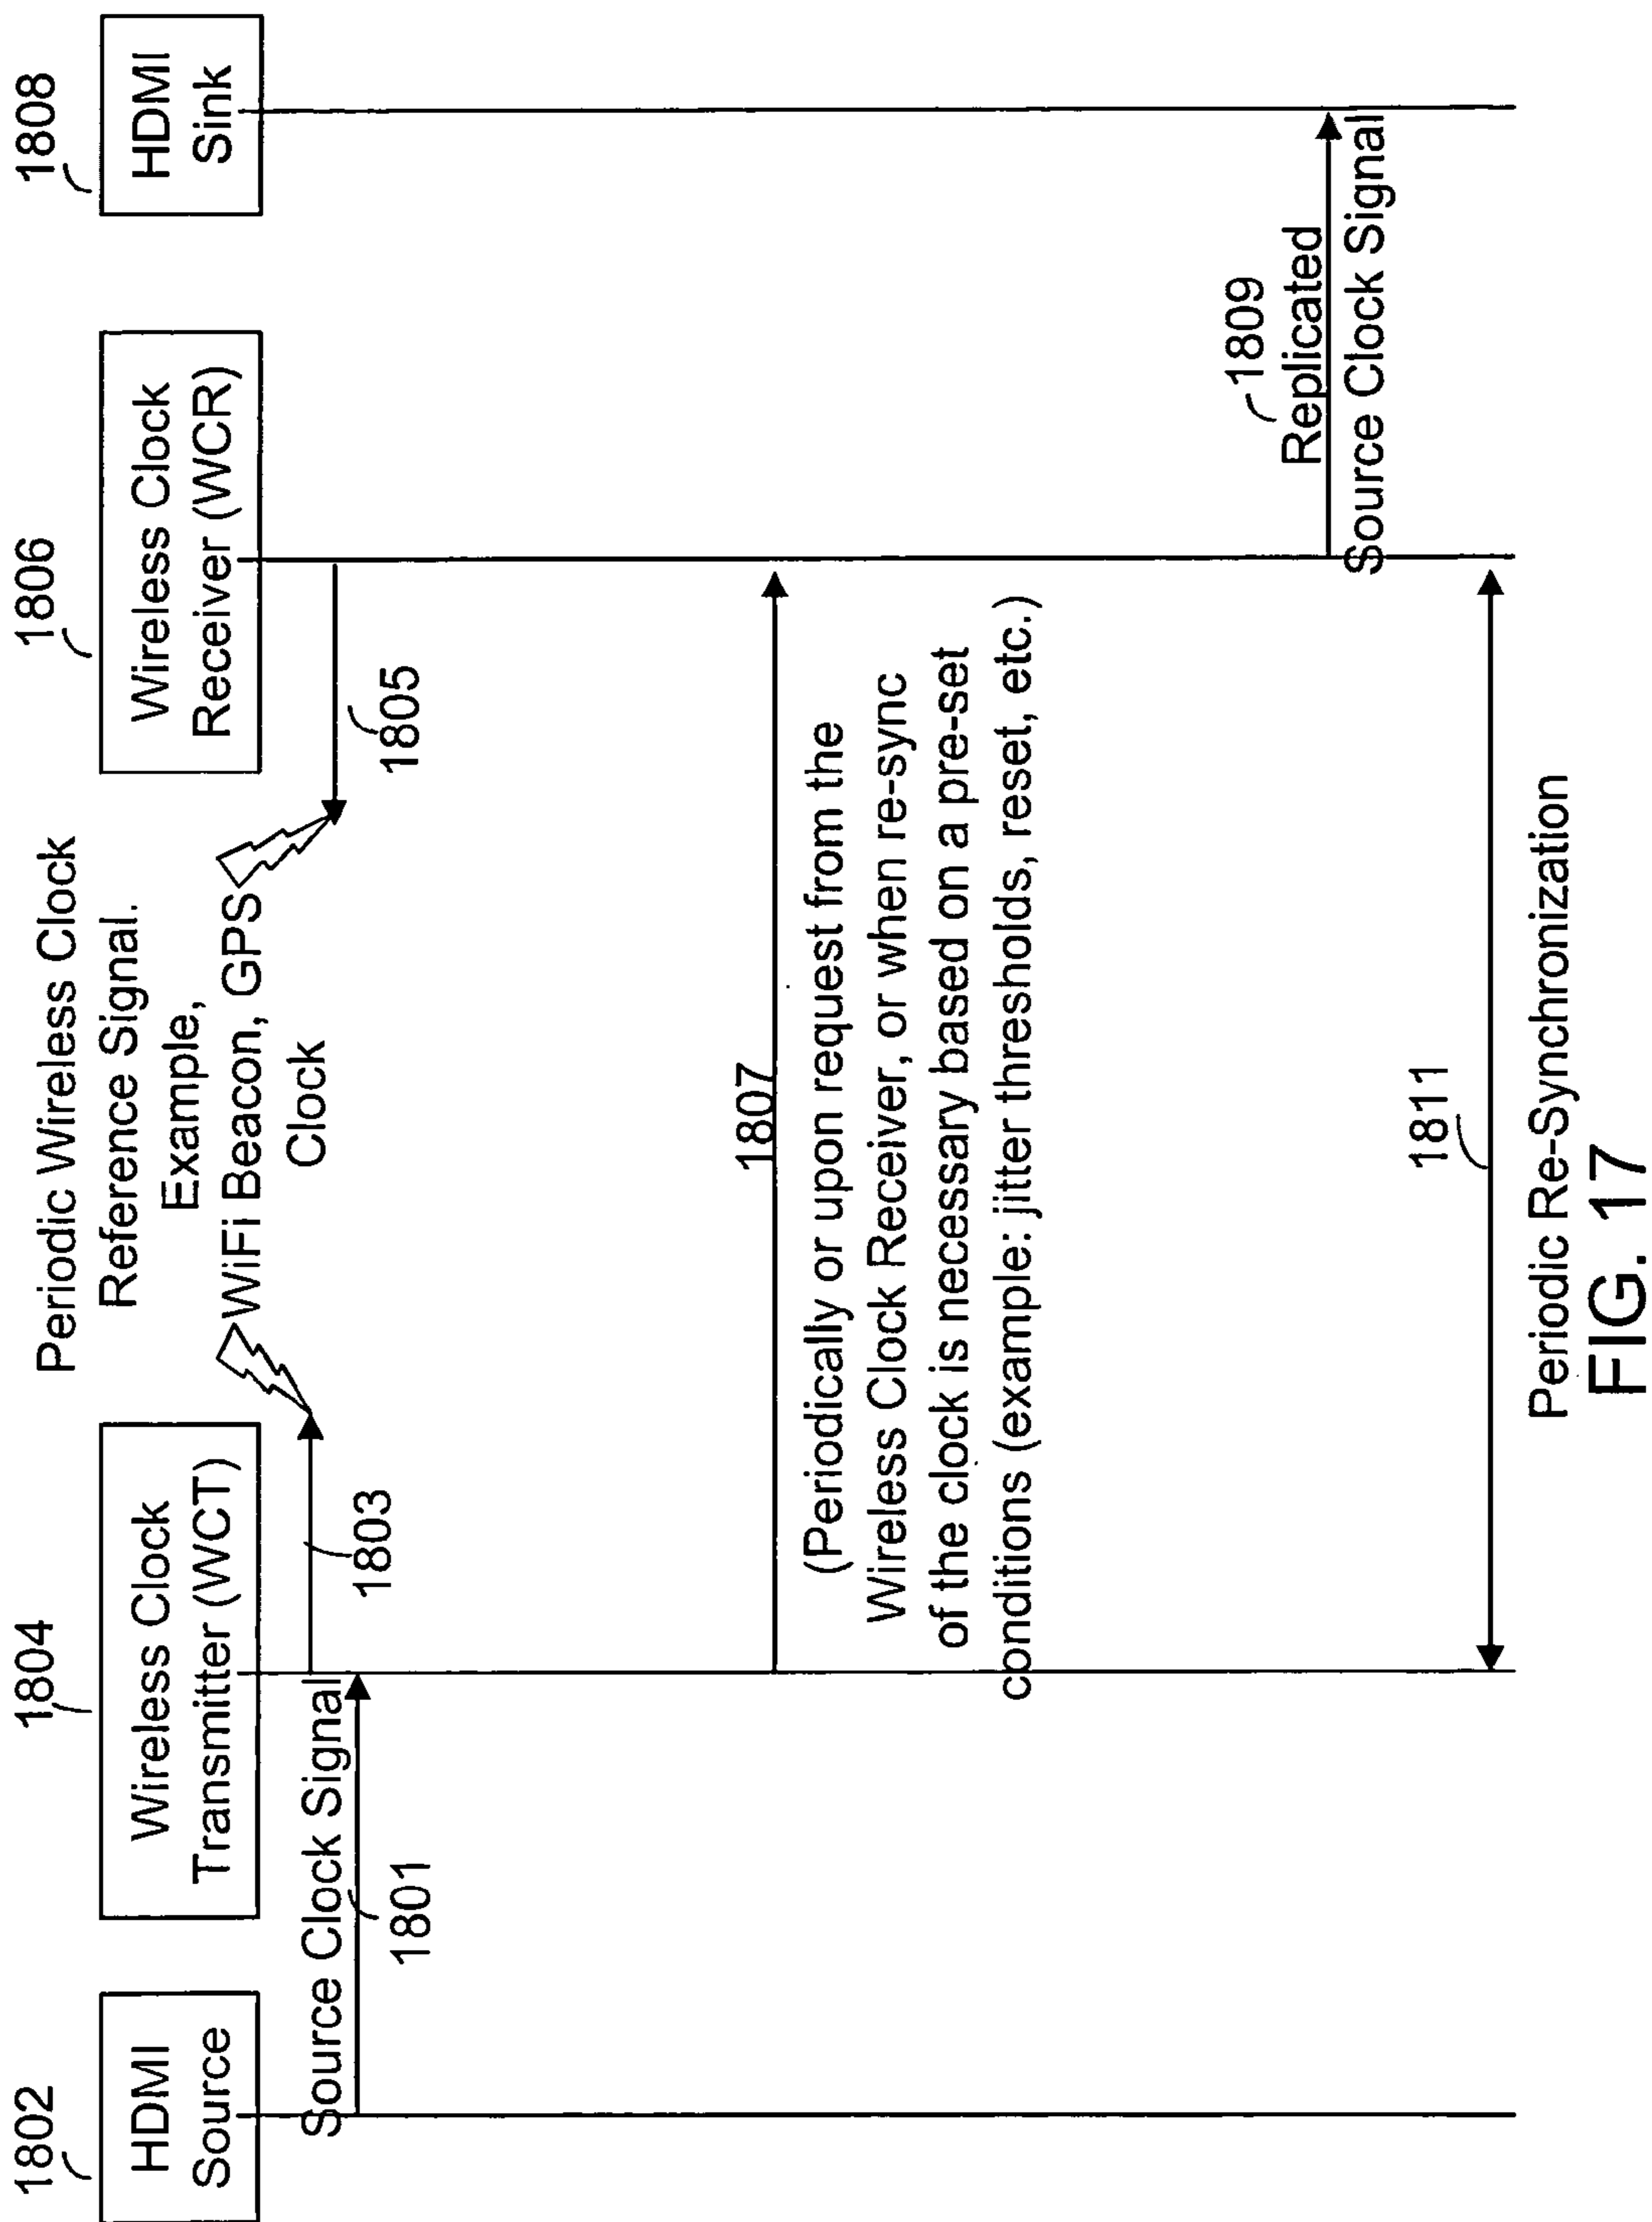 1802
HDMI
Source
1804
Wireless Clock
Transmitter (WCT)
Periodic Wireless Clock
Reference Signal.
Example,
WiFi Beacon, GPS
Clock
1806
Wireless Clock
Receiver (WCR)
1808
HDMI
Sink
Source Clock Signal
1801
1803
1805
1807
(Periodically or upon request from the
Wireless Clock Receiver, or when re-sync
of the clock is necessary based on a pre-set
conditions (example: jitter thresholds, reset, etc.)
1809
Replicated
Source Clock Signal
1811
Periodic Re-Synchronization
FIG. 17